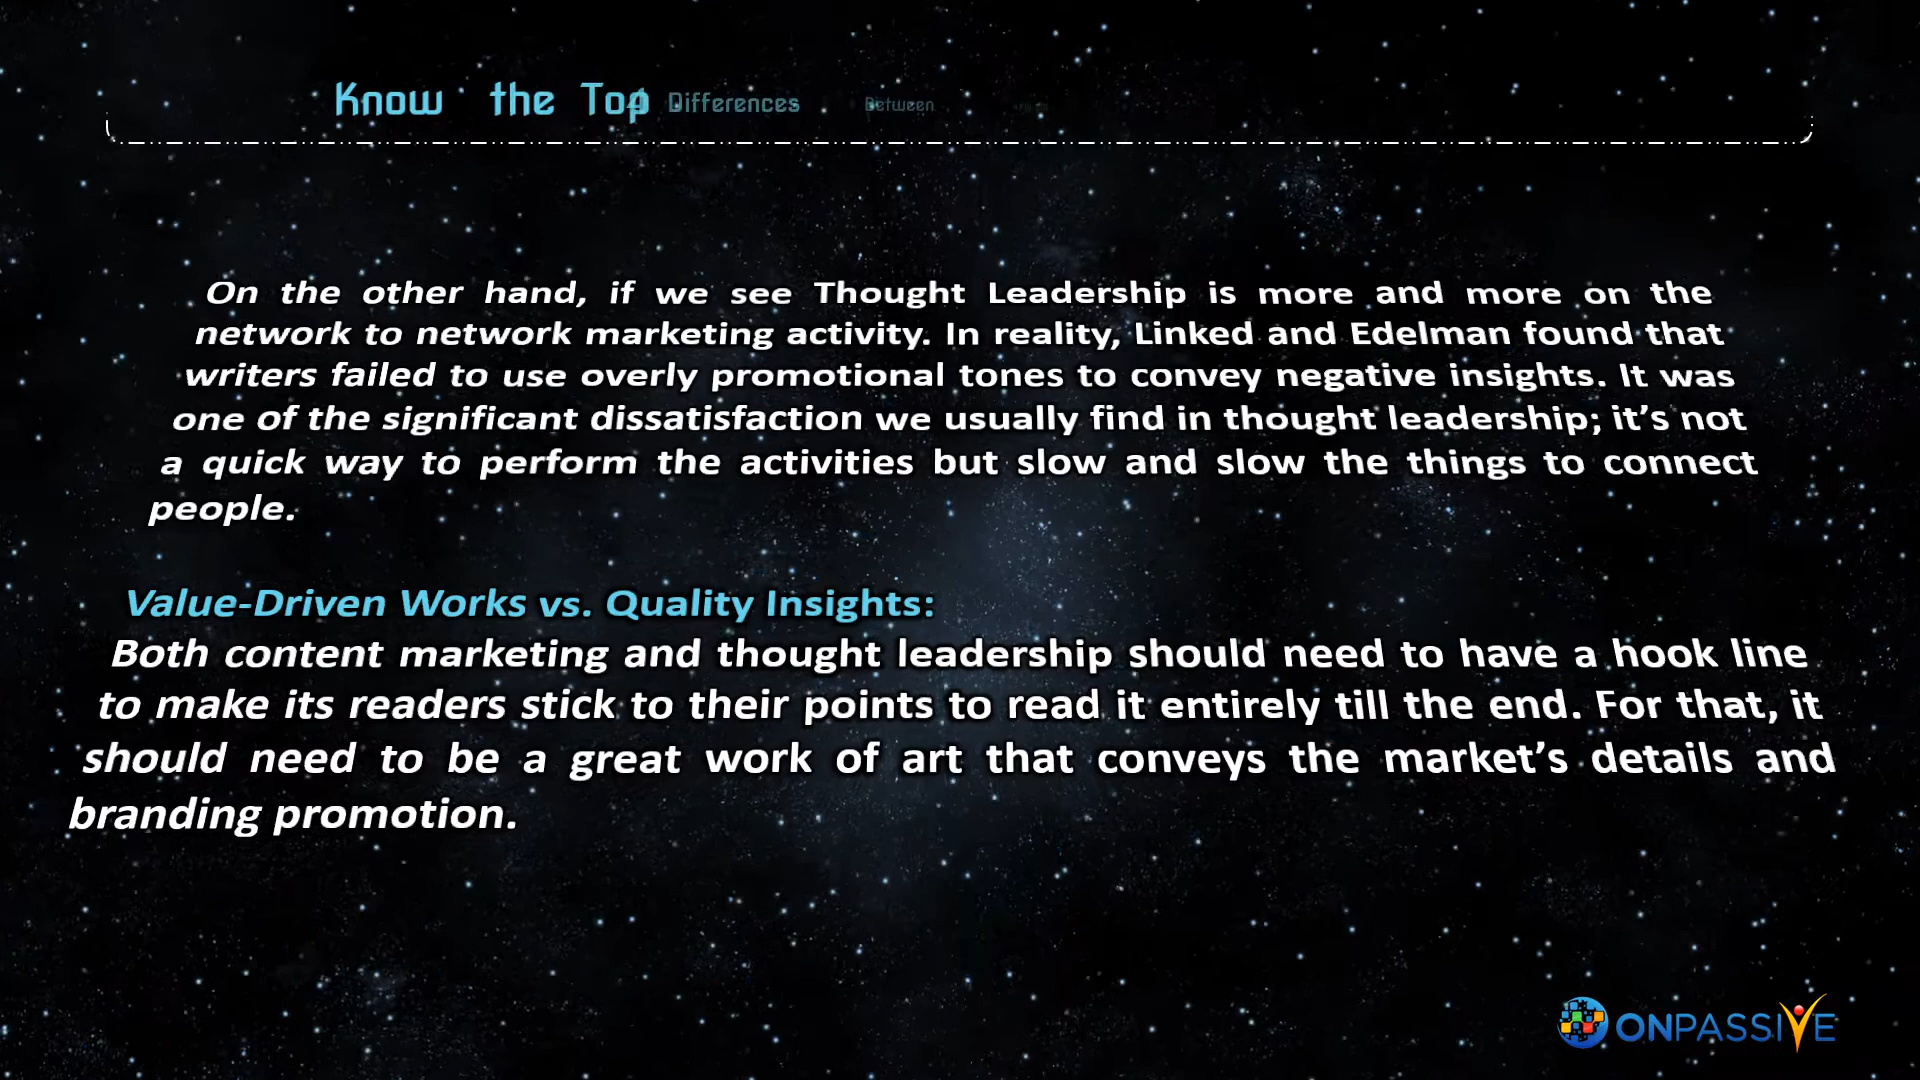 Know the Top Differences Between
On the other hand, if we see Thought Leadership is more and more on the
network to network marketing activity. In reality, Linked and Edelman found that
writers failed to use overly promotional tones to convey negative insights. It was
one of the significant dissatisfaction we usually find in thought leadership; it’s not
a quick way to perform the activities but slow and slow the things to connect
people.
Value-Driven Works vs. Quality Insights:
Both content marketing and thought leadership should need to have a hook line
to make its readers stick to their points to read it entirely till the end. For that, it
should need to be a great work of art that conveys the market’s details and
branding promotion.
ONPASSIVE